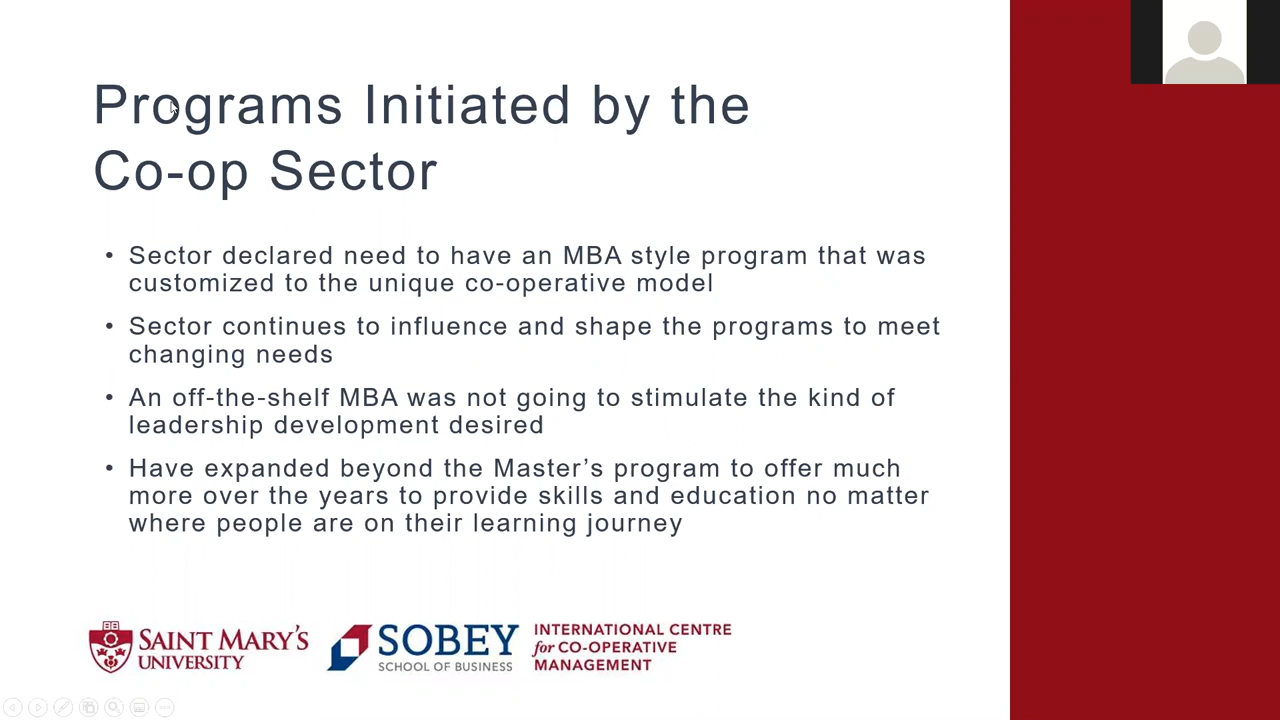 Programs Initiated by the
Co-op Sector
• Sector declared need to have an MBA style program that was
customized to the unique co-operative model
• Sector continues to influence and shape the programs to meet
changing needs
• An off-the-shelf MBA was not going to stimulate the kind of
leadership development desired
• Have expanded beyond the Master’s program to offer much
more over the years to provide skills and education no matter
where people are on their learning journey
SAINT MARY'S
UNIVERSITY
SOBEY
SCHOOL OF BUSINESS
INTERNATIONAL CENTRE
for CO-OPERATIVE
MANAGEMENT